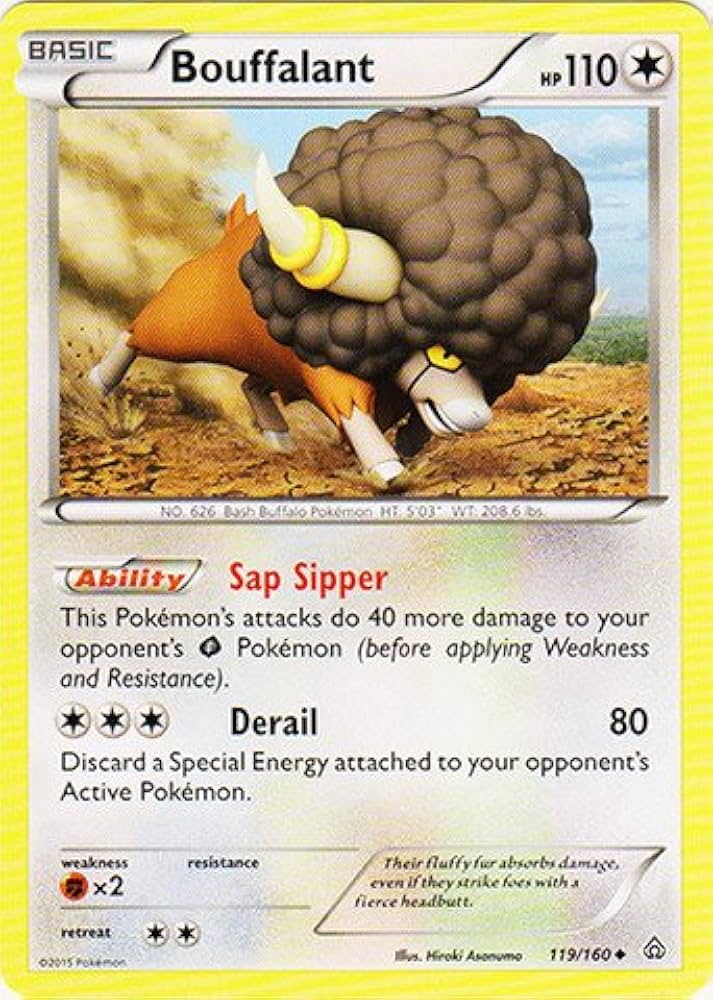 BASIC Bouffalant HP110
NO. 626 Bash Buffalo Pokémon HT: 5'03" WT: 208.6 lbs.
Ability Sap Sipper
This Pokémon's attacks do 40 more damage to your
opponent's Pokémon (before applying Weakness
and Resistance).
Derail 80
Discard a Special Energy attached to your opponent's
Active Pokémon.
weakness resistance
×2
retreat
Their fluffy fur absorbs damage,
even if they strike foes with a
fierce headbutt.
©2015 Pokémon
Illus. Hiroki Asanuma 119/160